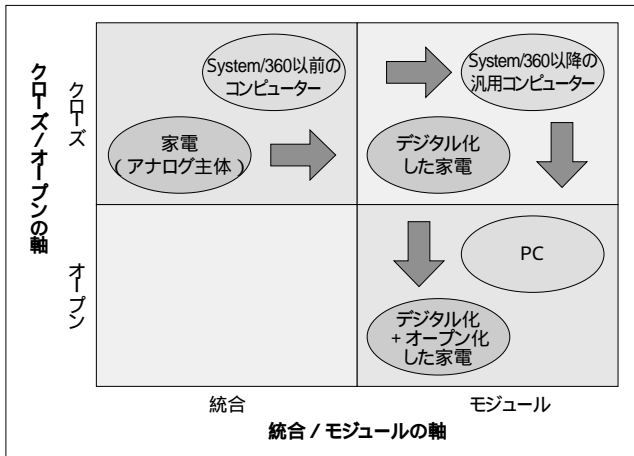 クローズ/オープンの軸
クローズ
System/360以前の
コンピューター
System/360以降の
汎用コンピューター
家電
(アナログ主体)
デジタル化
した家電
オープン
PC
デジタル化
+オープン化
した家電
統合
モジュール
統合/モジュールの軸